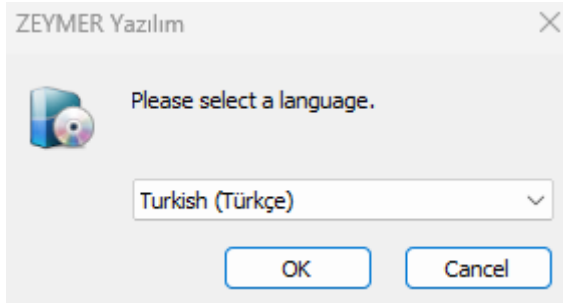 ZEYMER Yazılım
Please select a language.
Turkish (Türkçe)
OK Cancel